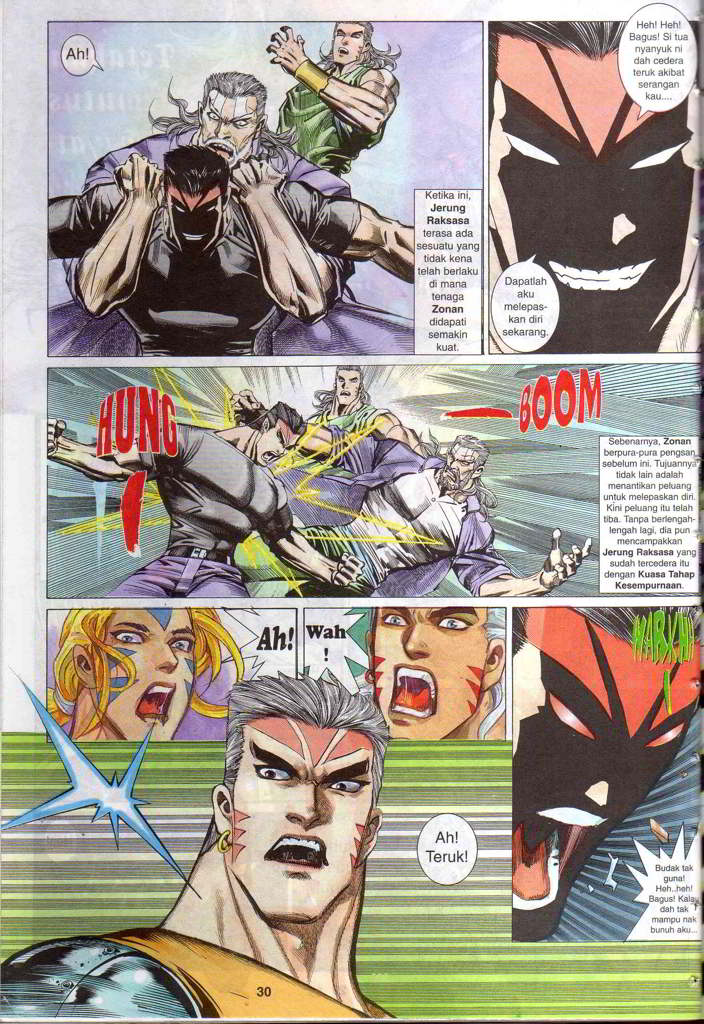 Ah!
Ketika ini,
Jerung
Raksasa
terasa ada
sesuatu yang
tidak kena
telah berlaku
di mana
tenaga
Zonan
didapati
semakin
kuat.
Heh! Heh!
Bagus! Si tua
nyanyuk ni
dah cedera
teruk akibat
serangan
kau....
Dapatlah
aku
melepas-
kan diri
sekarang.
HUNG
!
BOOM
Sebenarnya, Zonan
berpura-pura pengsan
sebelum ini. Tujuannya
tidak lain adalah
menantikan peluang
untuk melepaskan diri.
Kini peluang itu telah
tiba. Tanpa berlengah-
lengah lagi, dia pun
mencampakkan
Jerung Raksasa yang
sudah tercedera itu
dengan Kuasa Tahap
Kesempurnaan.
Ah!
Wah
!
Ah!
Teruk!
Budak tak
guna!
Heh..heh!
Bagus! Kalau
dah tak
mampu nak
bunuh aku...
30